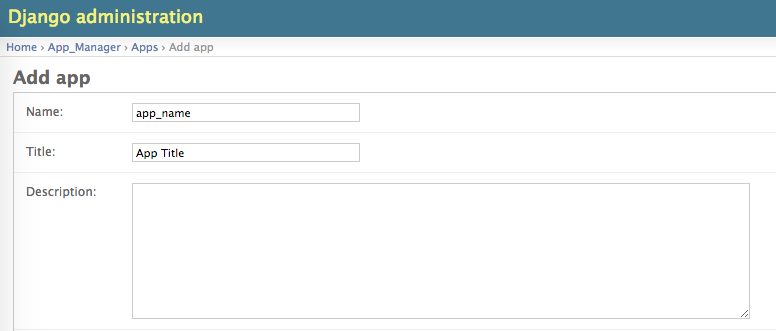 Django administration
Home › App_Manager › Apps › Add app
Add app
Name: app_name
Title: App Title
Description: